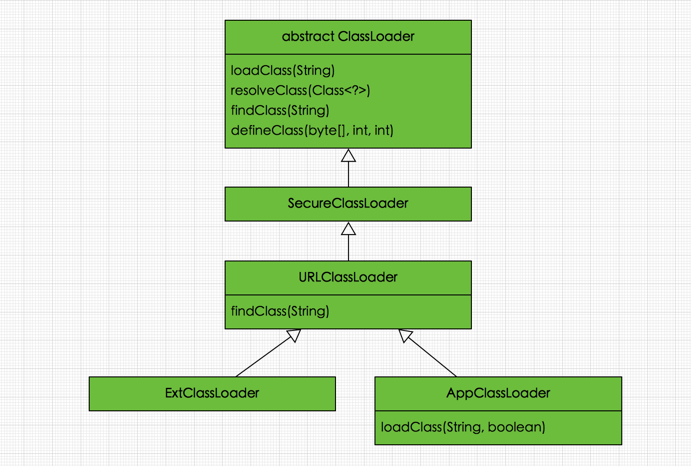 abstract ClassLoader
loadClass(String)
resolveClass(Class<?>)
findClass(String)
defineClass(byte[], int, int)
SecureClassLoader
URLClassLoader
findClass(String)
ExtClassLoader
AppClassLoader
loadClass(String, boolean)